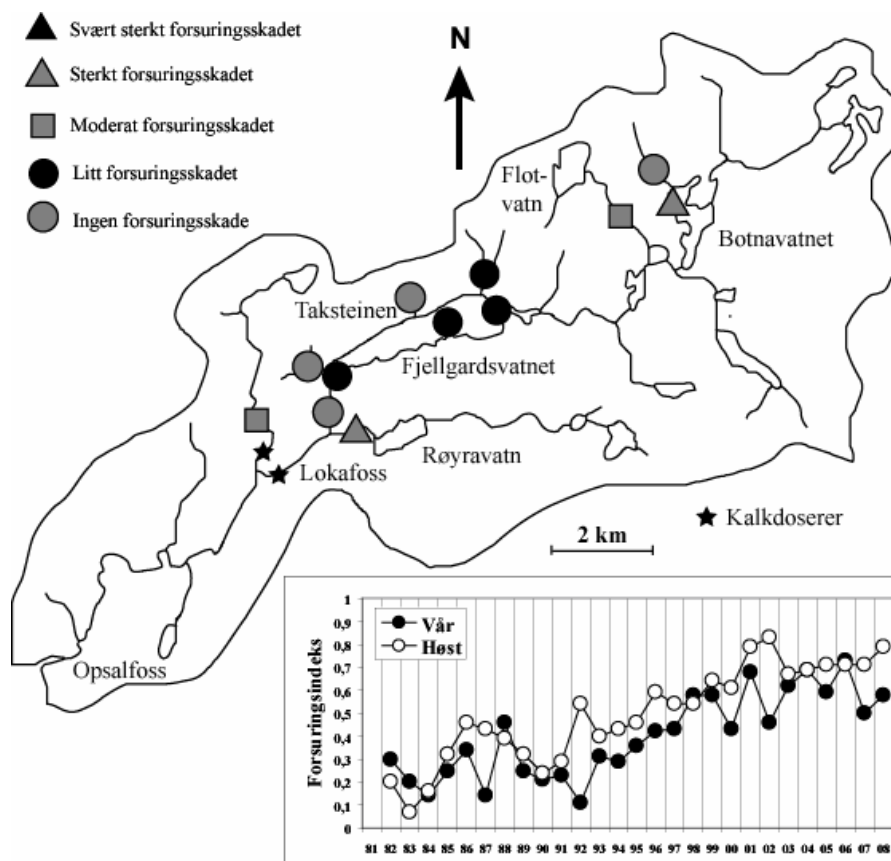 Svært sterkt forsuringsskadet
Sterkt forsuringsskadet
Moderat forsuringsskadet
Litt forsuringsskadet
Ingen forsuringsskade
N
Flot-
vatn
Botnavatnet
Taksteinen
Fjellgardsvatnet
Røyravatn
Lokafoss
Kalkdoserer
2 km
Opsalfoss
Forsuringsindeks
1
0,9
0,8
0,7
0,6
0,5
0,4
0,3
0,2
0,1
0
Vår
Høst
81 82 83 84 85 86 87 88 89 90 91 92 93 94 95 96 97 98 99 00 01 02 03 04 05 06 07 08